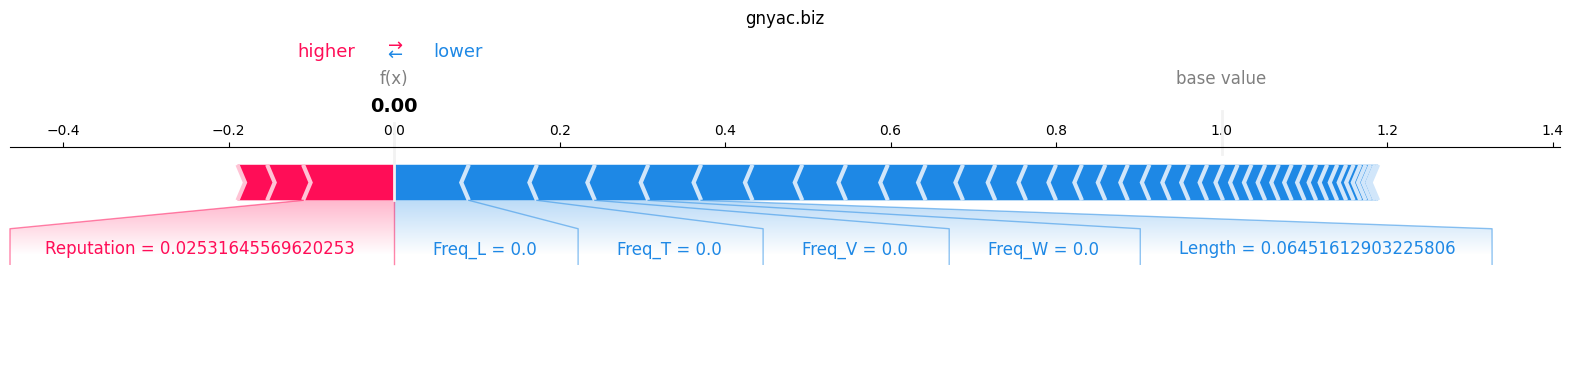 gnyac.biz
higher ⇄ lower
f(x) base value
0.00
−0.4 −0.2 0.0 0.2 0.4 0.6 0.8 1.0 1.2 1.4
Reputation = 0.02531645569620253 Freq_L = 0.0 Freq_T = 0.0 Freq_V = 0.0 Freq_W = 0.0 Length = 0.06451612903225806